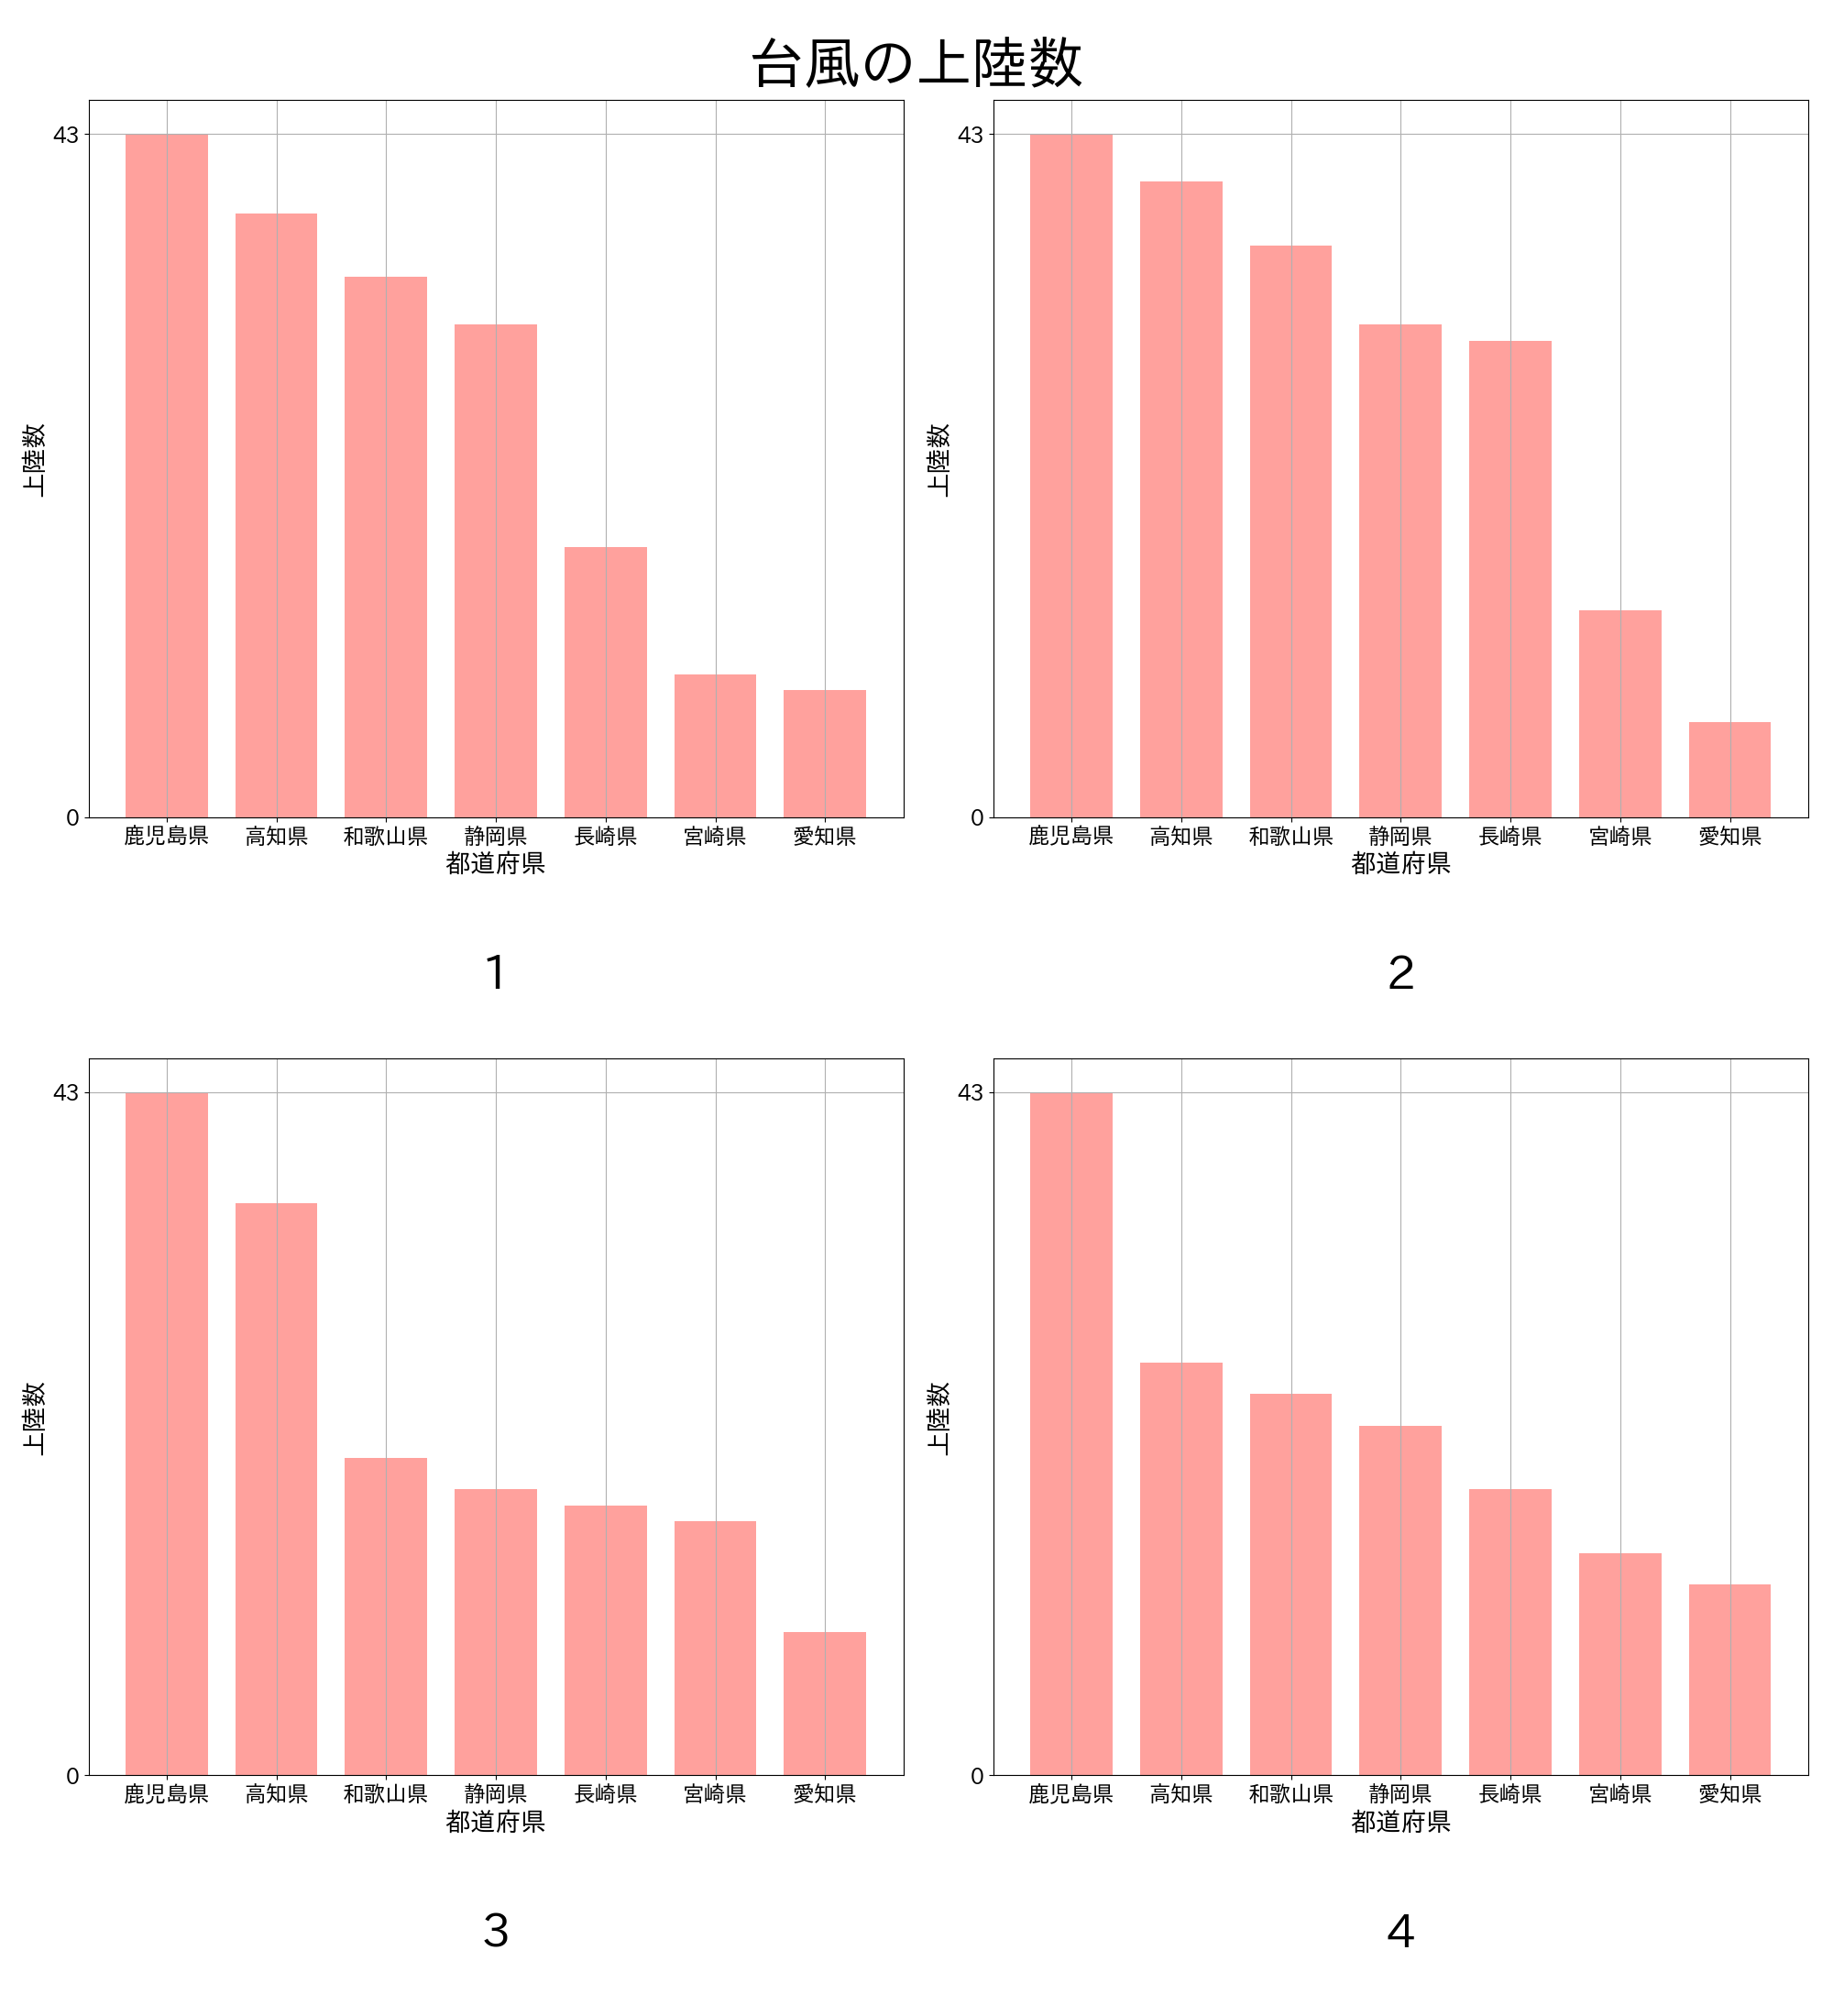 台風の上陸数
43
0
上陸数
鹿児島県 高知県 和歌山県 静岡県 長崎県 宮崎県 愛知県
都道府県
1
43
0
上陸数
鹿児島県 高知県 和歌山県 静岡県 長崎県 宮崎県 愛知県
都道府県
2
43
0
上陸数
鹿児島県 高知県 和歌山県 静岡県 長崎県 宮崎県 愛知県
都道府県
3
43
0
上陸数
鹿児島県 高知県 和歌山県 静岡県 長崎県 宮崎県 愛知県
都道府県
4